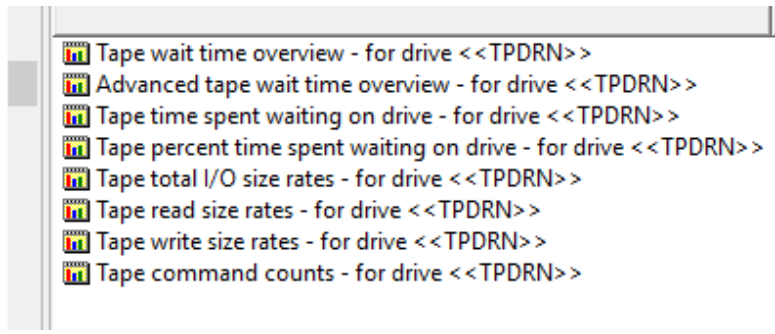 Tape wait time overview - for drive <<TPDRN>>
Advanced tape wait time overview - for drive <<TPDRN>>
Tape time spent waiting on drive - for drive <<TPDRN>>
Tape percent time spent waiting on drive - for drive <<TPDRN>>
Tape total I/O size rates - for drive <<TPDRN>>
Tape read size rates - for drive <<TPDRN>>
Tape write size rates - for drive <<TPDRN>>
Tape command counts - for drive <<TPDRN>>